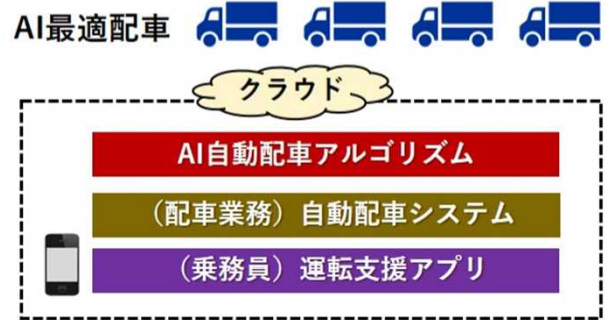 AI最適配車
クラウド
AI自動配車アルゴリズム
（配車業務）自動配車システム
（乗務員）運転支援アプリ